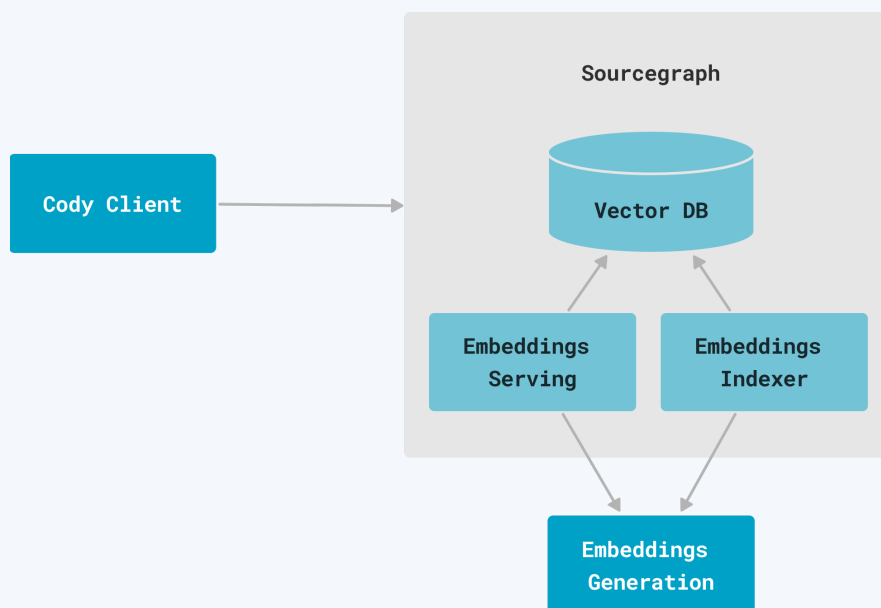 Sourcegraph
Cody Client
Vector DB
Embeddings
Serving
Embeddings
Indexer
Embeddings
Generation